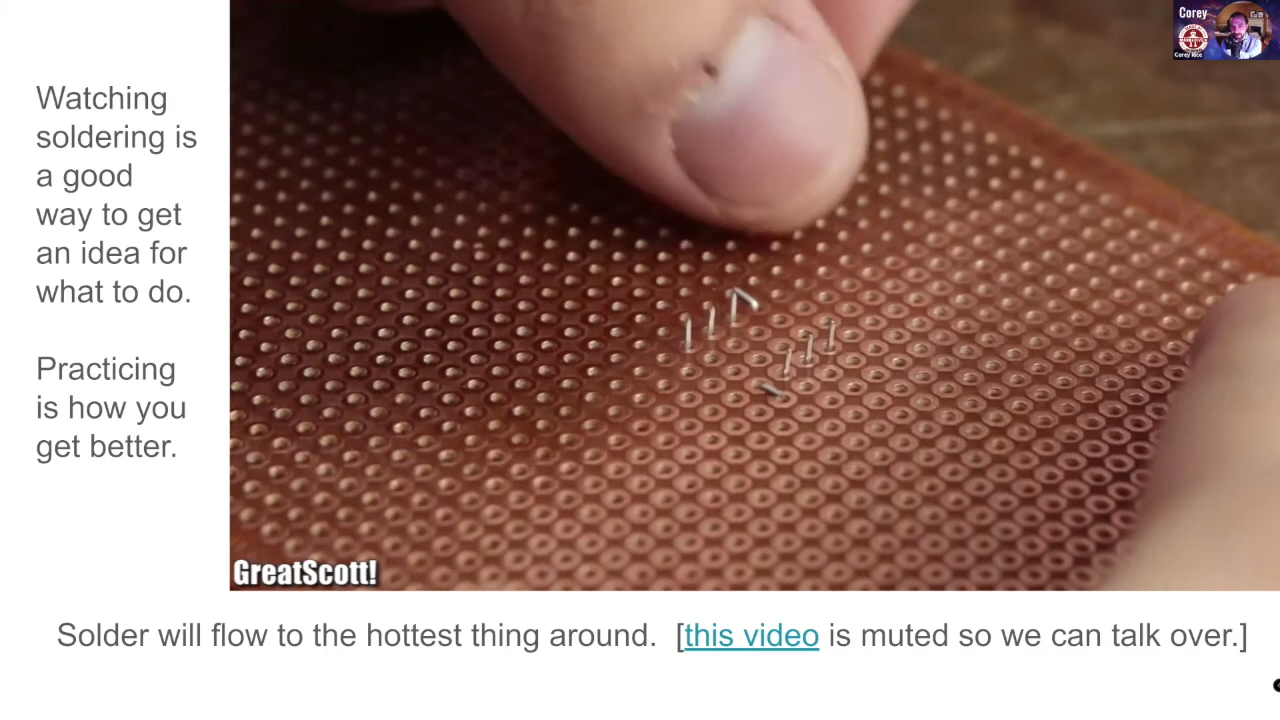 Corey
Corey Rice
Watching
soldering is
a good
way to get
an idea for
what to do.
Practicing
is how you
get better.
GreatScott!
Solder will flow to the hottest thing around. [this video is muted so we can talk over.]